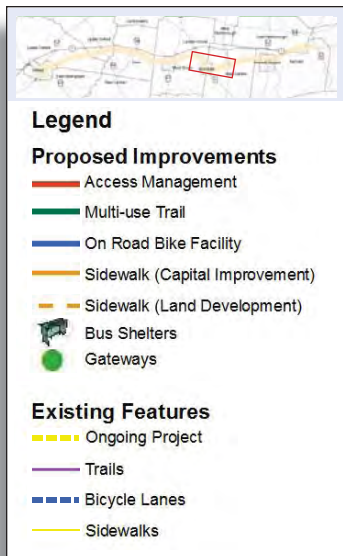 Legend
Proposed Improvements
Access Management
Multi-use Trail
On Road Bike Facility
Sidewalk (Capital Improvement)
Sidewalk (Land Development)
Bus Shelters
Gateways
Existing Features
Ongoing Project
Trails
Bicycle Lanes
Sidewalks